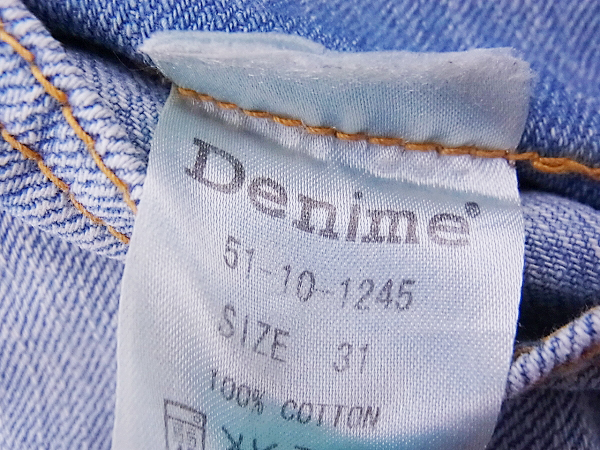 Denime®
51-10-1245
SIZE 31
100% COTTON